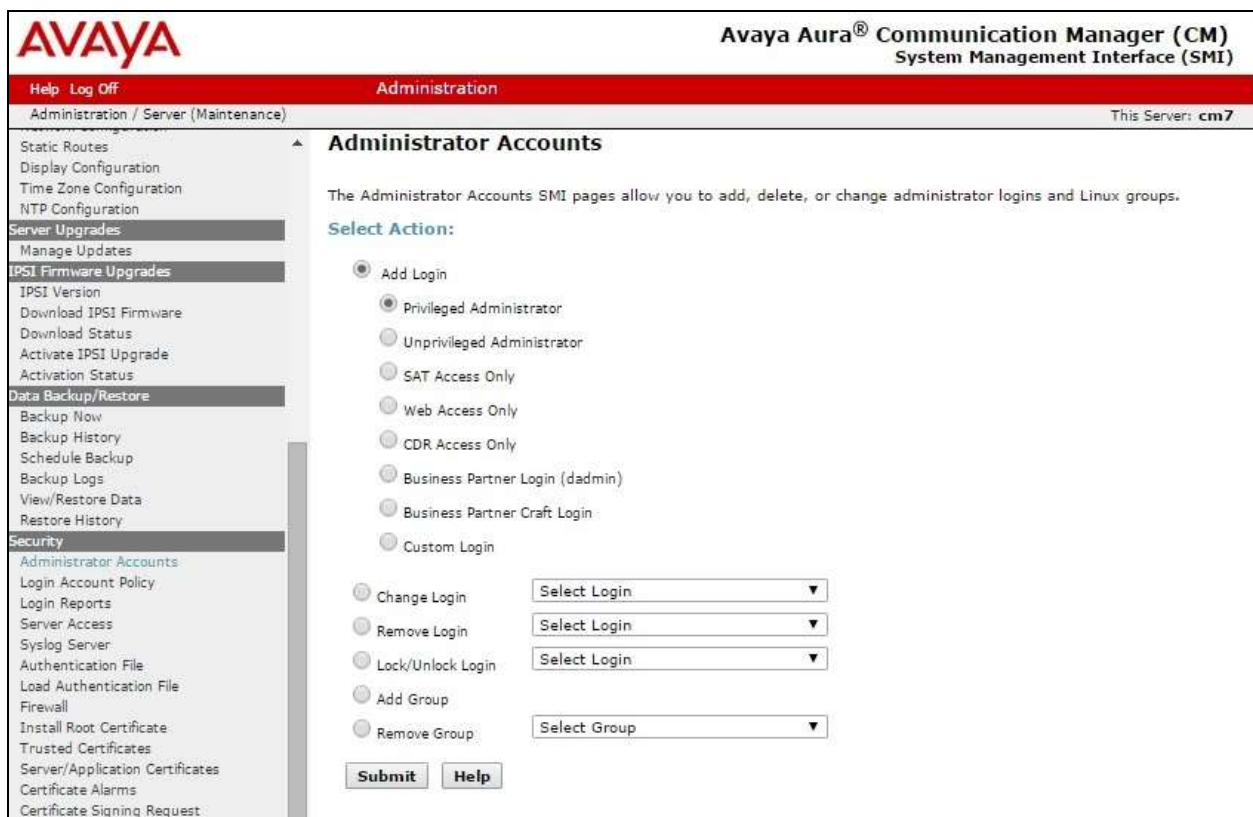 AVAYA
Avaya Aura® Communication Manager (CM)
System Management Interface (SMI)
Help Log Off
Administration
Administration / Server (Maintenance)
This Server: cm7
Static Routes
Display Configuration
Time Zone Configuration
NTP Configuration
Server Upgrades
Manage Updates
IPSI Firmware Upgrades
IPSI Version
Download IPSI Firmware
Download Status
Activate IPSI Upgrade
Activation Status
Data Backup/Restore
Backup Now
Backup History
Schedule Backup
Backup Logs
View/Restore Data
Restore History
Security
Administrator Accounts
Login Account Policy
Login Reports
Server Access
Syslog Server
Authentication File
Load Authentication File
Firewall
Install Root Certificate
Trusted Certificates
Server/Application Certificates
Certificate Alarms
Certificate Signing Request
Administrator Accounts
The Administrator Accounts SMI pages allow you to add, delete, or change administrator logins and Linux groups.
Select Action:
Add Login
Privileged Administrator
Unprivileged Administrator
SAT Access Only
Web Access Only
CDR Access Only
Business Partner Login (dadmin)
Business Partner Craft Login
Custom Login
Change Login Select Login
Remove Login Select Login
Lock/Unlock Login Select Login
Add Group
Remove Group Select Group
Submit Help